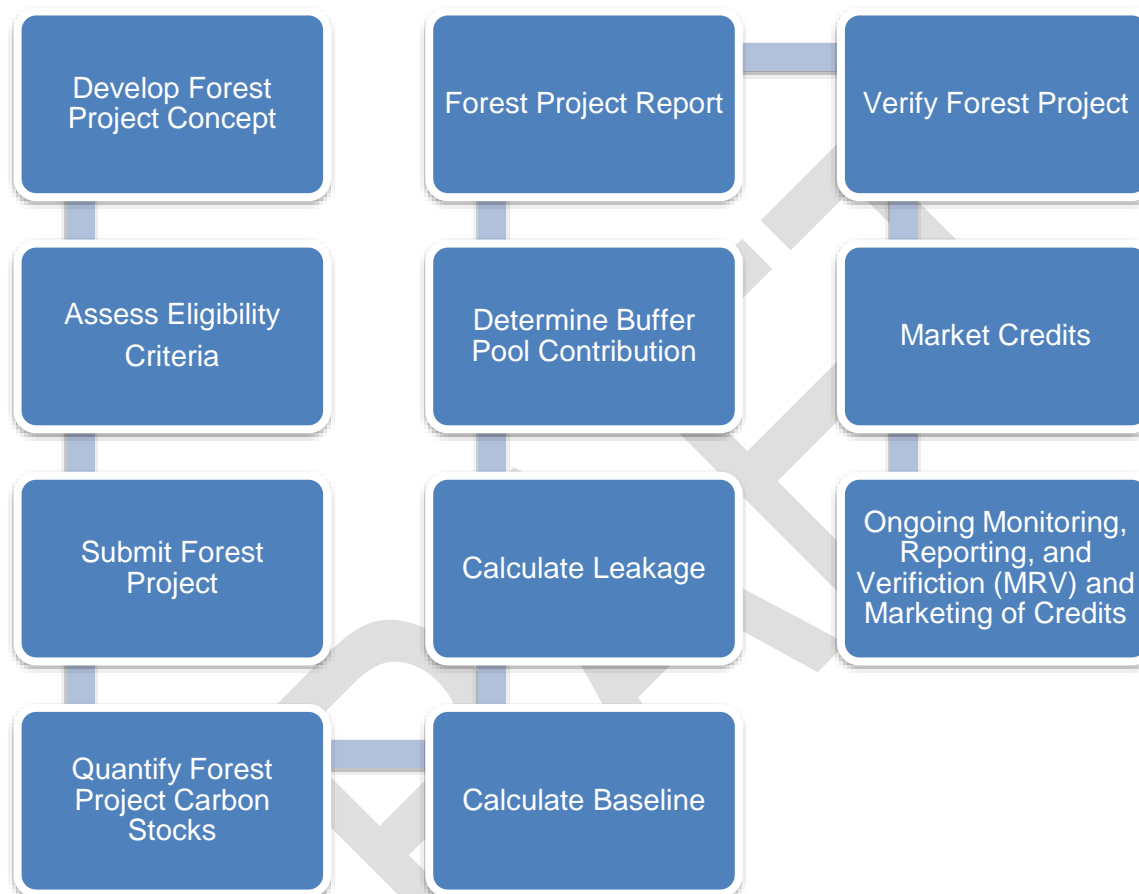 Develop Forest
Project Concept
Assess Eligibility
Criteria
Submit Forest
Project
Quantify Forest
Project Carbon
Stocks
Calculate Baseline
Calculate Leakage
Determine Buffer
Pool Contribution
Forest Project Report
Verify Forest Project
Market Credits
Ongoing Monitoring,
Reporting, and
Verifiction (MRV) and
Marketing of Credits